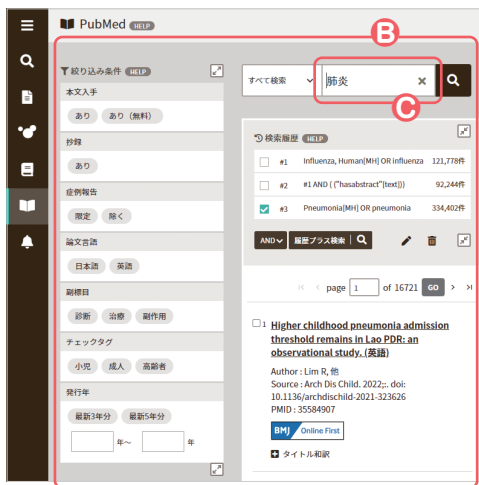 PubMed HELP
B
絞り込み条件 HELP
本文入手
あり あり（無料）
抄録
あり
症例報告
限定 除く
論文言語
日本語 英語
副標目
診断 治療 副作用
チェックタグ
小児 成人 高齢者
発行年
最新3年分 最新5年分
年～ 年
すべて検索 肺炎 ×
C
検索履歴 HELP
#1 Influenza, Human[MH] OR influenza 121,778件
#2 #1 AND ( ("hasabstract"[text])) 92,244件
#3 Pneumonia[MH] OR pneumonia 334,402件
AND 履歴プラス検索
page 1 of 16721 GO
1 Higher childhood pneumonia admission
threshold remains in Lao PDR: an
observational study. (英語)
Author : Lim R, 他
Source : Arch Dis Child. 2022;:. doi:
10.1136/archdischild-2021-323626
PMID : 35584907
BMJ Online First
タイトル和訳